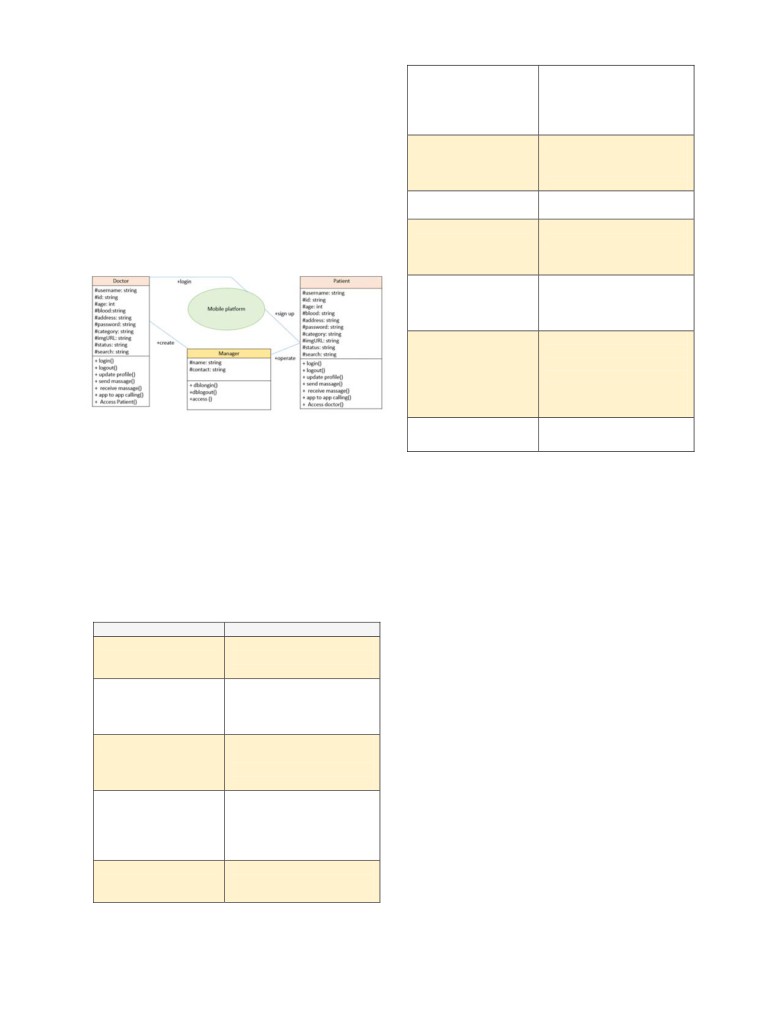 Doctor
#username: string
#id: string
#age: int
#blood:string
#address: string
#password: string
#category: string
#imgURL: string
#status: string
#search: string
+ login()
+ logout()
+ update profile()
+ send massage()
+ receive massage()
+ app to app calling()
+ Access Patient()
+login
Mobile platform
+sign up
+create
+operate
Manager
#name: string
#contact: string
+ dblongin()
+dblogout()
+access ()
Patient
#username: string
#id: string
#age: int
#blood: string
#address: string
#password: string
#category: string
#imgURL: string
#status: string
#search: string
+ login()
+ logout()
+ update profile()
+ send massage()
+ receive massage()
+ app to app calling()
+ Access doctor()